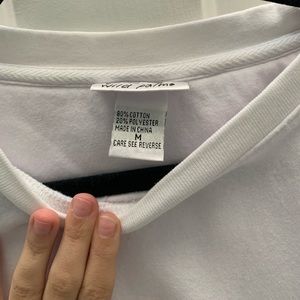 wild palms
80% COTTON
20% POLYESTER
MADE IN CHINA
M
CARE SEE REVERSE